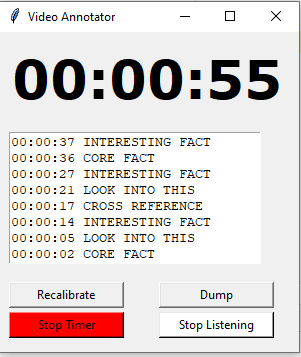 Video Annotator
00:00:55
00:00:37 INTERESTING FACT
00:00:36 CORE FACT
00:00:27 INTERESTING FACT
00:00:21 LOOK INTO THIS
00:00:17 CROSS REFERENCE
00:00:14 INTERESTING FACT
00:00:05 LOOK INTO THIS
00:00:02 CORE FACT
Recalibrate Dump
Stop Timer Stop Listening